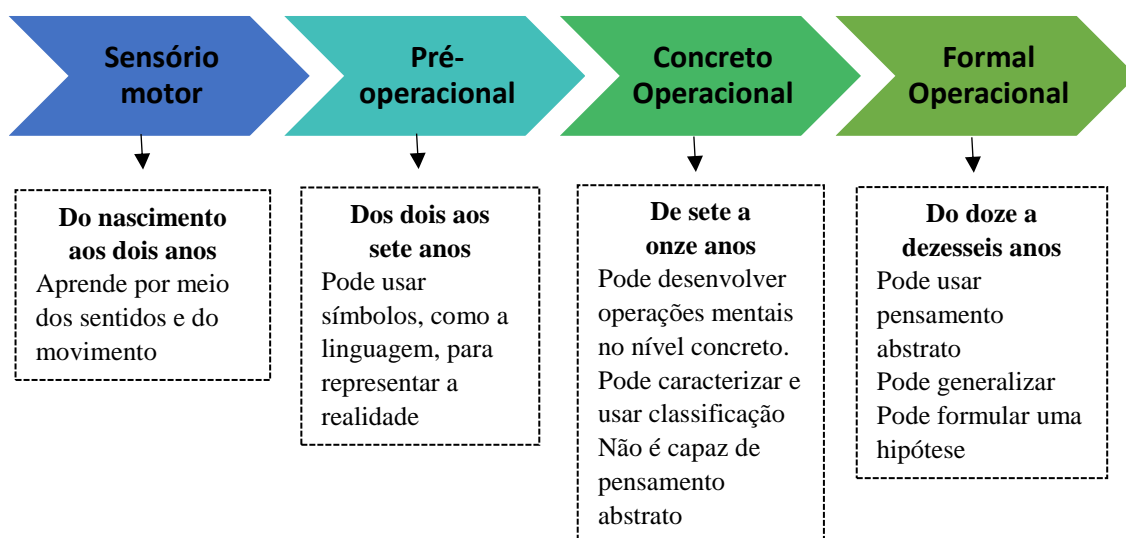 Sensório
motor
Pré-
operacional
Concreto
Operacional
Formal
Operacional
Do nascimento
aos dois anos
Aprende por meio
dos sentidos e do
movimento
Dos dois aos
sete anos
Pode usar
símbolos, como a
linguagem, para
representar a
realidade
De sete a
onze anos
Pode desenvolver
operações mentais
no nível concreto.
Pode caracterizar e
usar classificação
Não é capaz de
pensamento
abstrato
Do doze a
dezesseis anos
Pode usar
pensamento
abstrato
Pode generalizar
Pode formular uma
hipótese